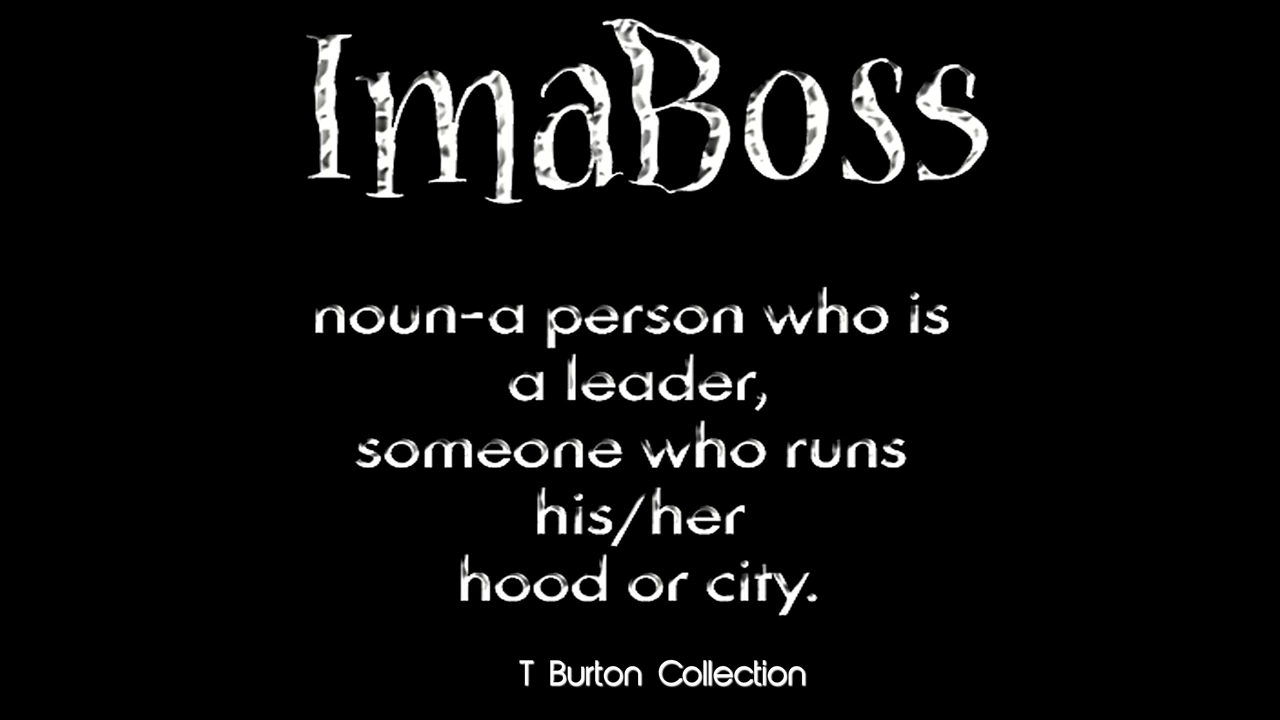 ImaBoss
noun-a person who is
a leader,
someone who runs
his/her
hood or city.
T Burton Collection